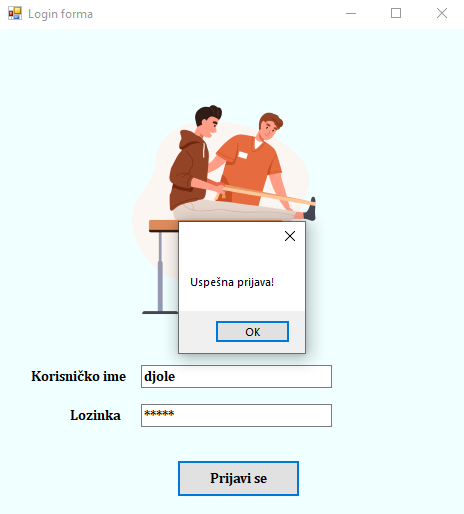 Login forma
Uspešna prijava!
OK
Korisničko ime
djole
Lozinka
*****
Prijavi se